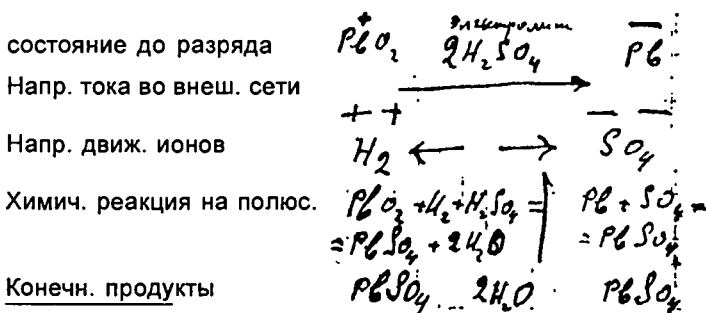 состояние до разряда + PbO₂ Электролит 2H₂SO₄ — Pb
Напр. тока во внеш. сети →
Напр. движ. ионов ++ H₂ ← → — — SO₄
Химич. реакция на полюс. PbO₂ + H₂ + H₂SO₄ = | Pb + SO₄ =
= PbSO₄ + 2H₂O | = PbSO₄
Конечн. продукты PbSO₄ ... 2H₂O PbSO₄